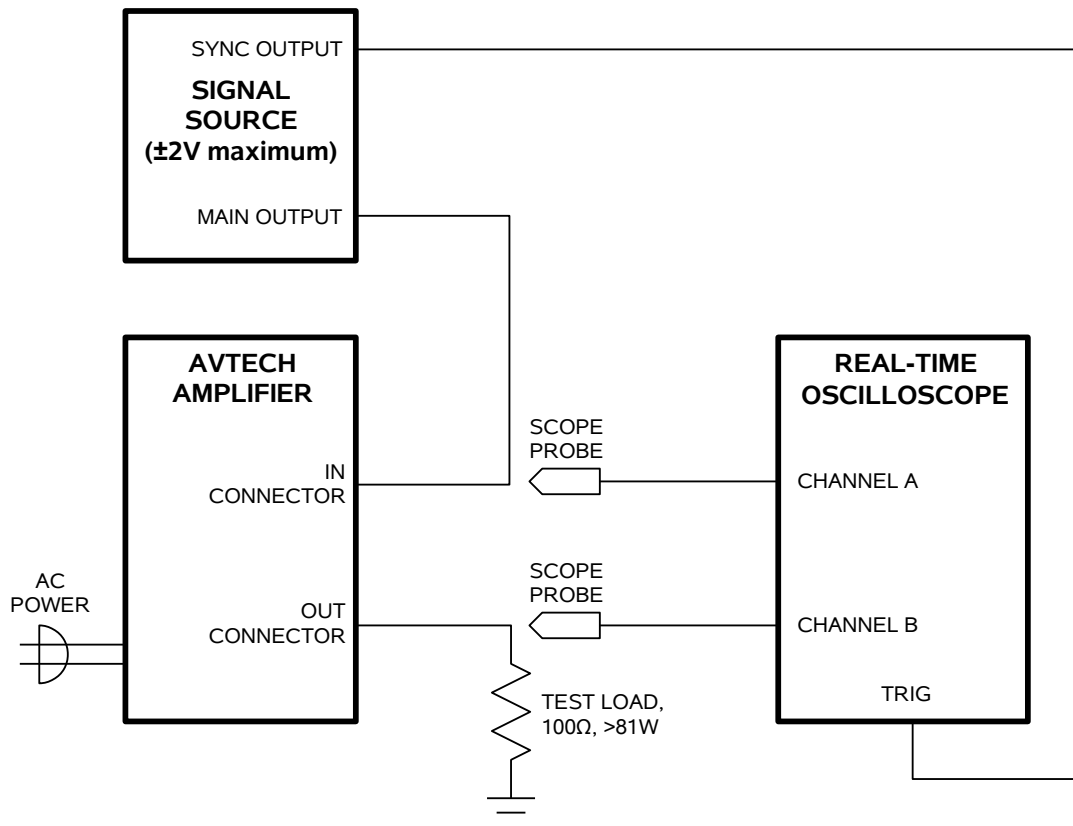 SYNC OUTPUT
SIGNAL
SOURCE
(±2V maximum)
MAIN OUTPUT
AVTECH
AMPLIFIER
IN
CONNECTOR
OUT
CONNECTOR
AC
POWER
SCOPE
PROBE
SCOPE
PROBE
TEST LOAD,
100Ω, >81W
REAL-TIME
OSCILLOSCOPE
CHANNEL A
CHANNEL B
TRIG